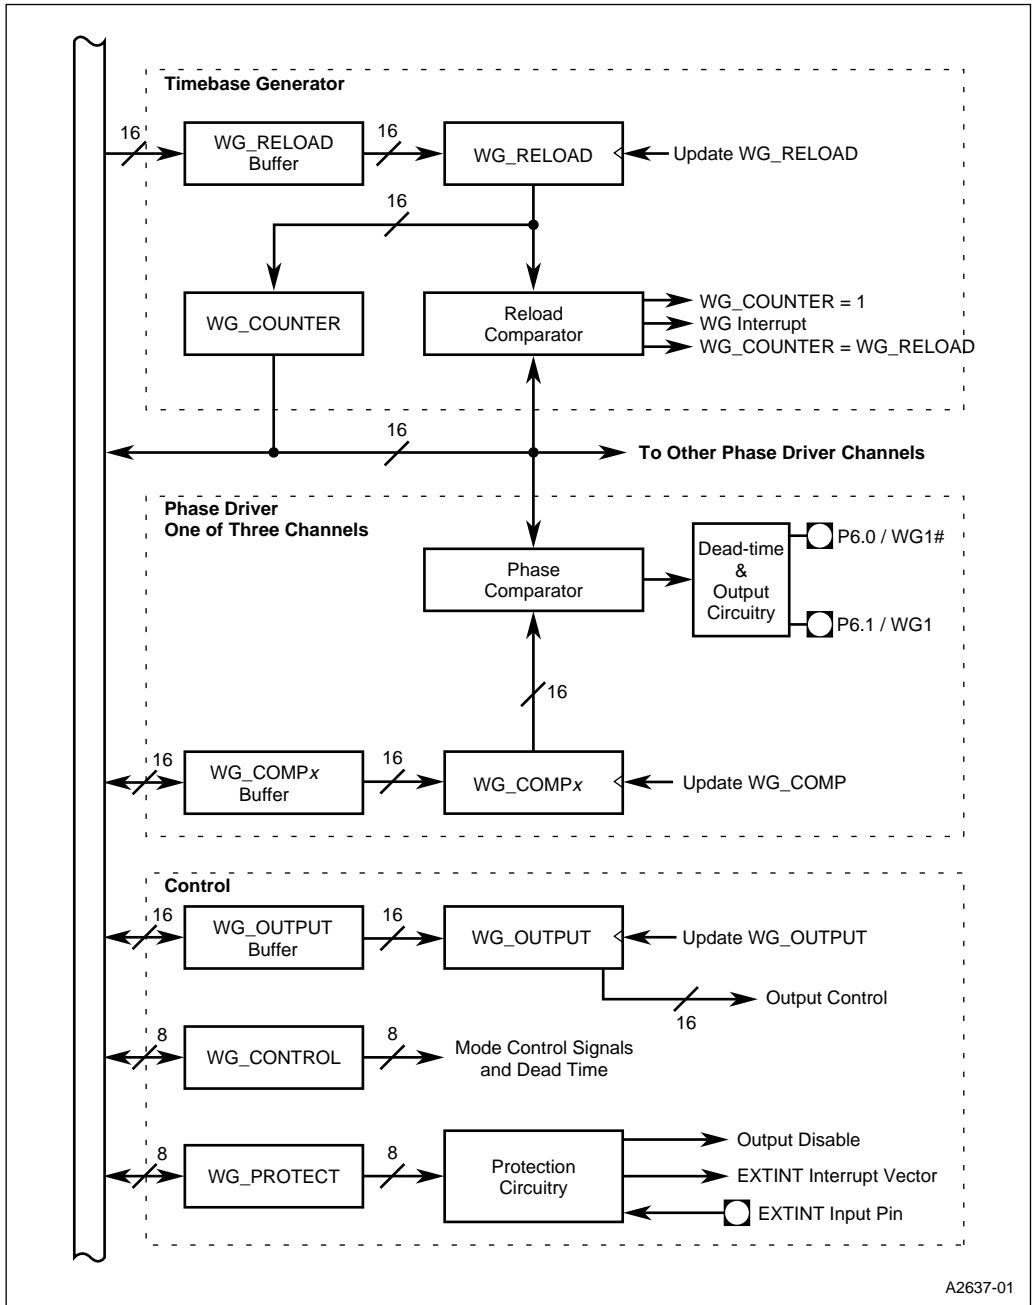 Timebase Generator
16
WG_RELOAD
Buffer
16
WG_RELOAD
Update WG_RELOAD
16
WG_COUNTER
Reload
Comparator
WG_COUNTER = 1
WG Interrupt
WG_COUNTER = WG_RELOAD
16
To Other Phase Driver Channels
Phase Driver
One of Three Channels
Phase
Comparator
Dead-time
&
Output
Circuitry
P6.0 / WG1#
P6.1 / WG1
16
16
WG_COMPx
Buffer
16
WG_COMPx
Update WG_COMP
Control
16
WG_OUTPUT
Buffer
16
WG_OUTPUT
Update WG_OUTPUT
16
Output Control
8
WG_CONTROL
8
Mode Control Signals
and Dead Time
8
WG_PROTECT
8
Protection
Circuitry
Output Disable
EXTINT Interrupt Vector
EXTINT Input Pin
A2637-01